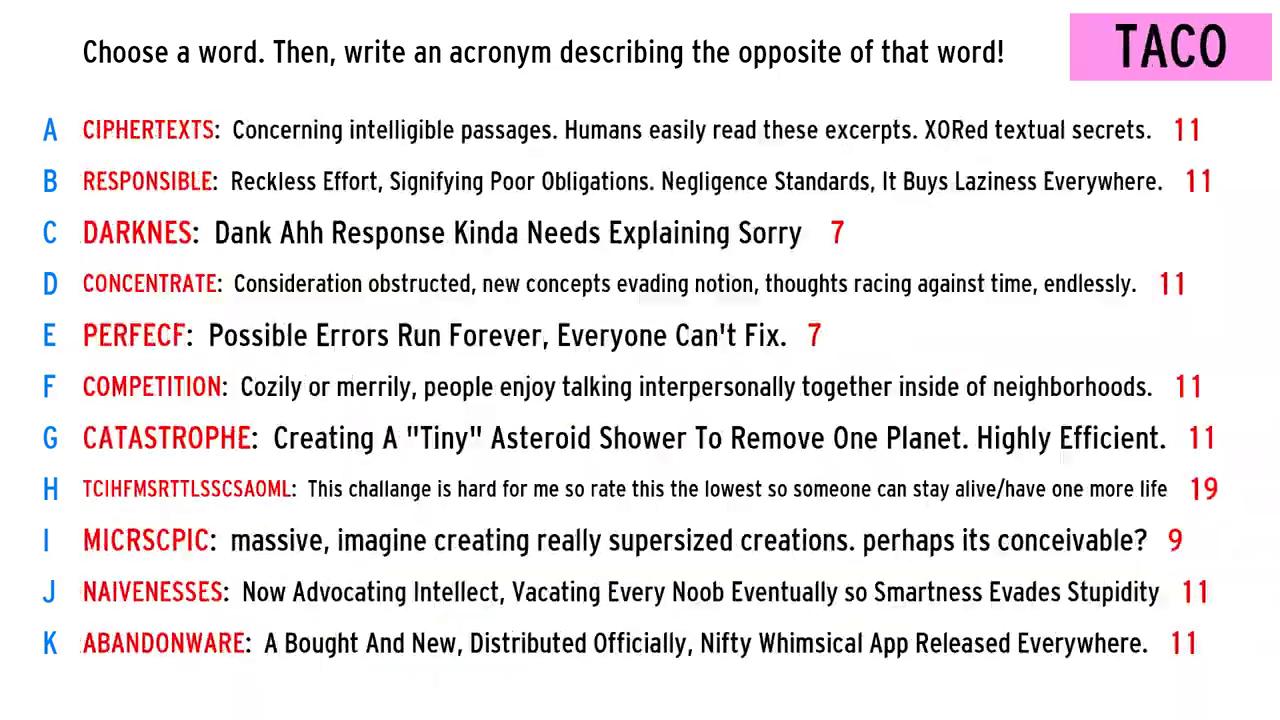 Choose a word. Then, write an acronym describing the opposite of that word!
TACO
A CIPHERTEXTS: Concerning intelligible passages. Humans easily read these excerpts. XORed textual secrets. 11
B RESPONSIBLE: Reckless Effort, Signifying Poor Obligations. Negligence Standards, It Buys Laziness Everywhere. 11
C DARKNES: Dank Ahh Response Kinda Needs Explaining Sorry 7
D CONCENTRATE: Consideration obstructed, new concepts evading notion, thoughts racing against time, endlessly. 11
E PERFECF: Possible Errors Run Forever, Everyone Can't Fix. 7
F COMPETITION: Cozily or merrily, people enjoy talking interpersonally together inside of neighborhoods. 11
G CATASTROPHE: Creating A "Tiny" Asteroid Shower To Remove One Planet. Highly Efficient. 11
H TCIHFMSRTTLSSCSAOML: This challange is hard for me so rate this the lowest so someone can stay alive/have one more life 19
I MICRSCPIC: massive, imagine creating really supersized creations. perhaps its conceivable? 9
J NAIVENESSES: Now Advocating Intellect, Vacating Every Noob Eventually so Smartness Evades Stupidity 11
K ABANDONWARE: A Bought And New, Distributed Officially, Nifty Whimsical App Released Everywhere. 11